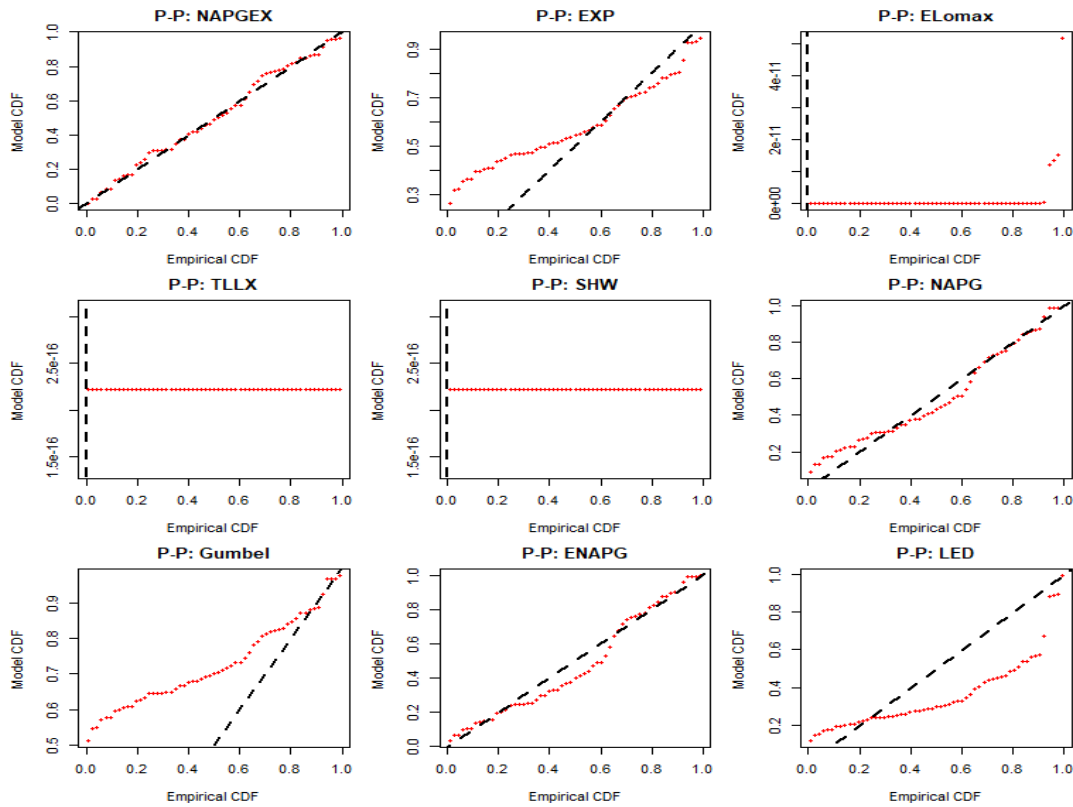 P-P: NAPGEX
P-P: EXP
P-P: ELomax
Model CDF
0.0 0.2 0.4 0.6 0.8 1.0
0.0 0.2 0.4 0.6 0.8 1.0
Empirical CDF
Model CDF
0.3 0.5 0.7 0.9
0.0 0.2 0.4 0.6 0.8 1.0
Empirical CDF
Model CDF
0e+00 2e-11 4e-11
0.0 0.2 0.4 0.6 0.8 1.0
Empirical CDF
P-P: TLLX
P-P: SHW
P-P: NAPG
Model CDF
1.5e-16 2.5e-16
0.0 0.2 0.4 0.6 0.8 1.0
Empirical CDF
Model CDF
1.5e-16 2.5e-16
0.0 0.2 0.4 0.6 0.8 1.0
Empirical CDF
Model CDF
0.2 0.4 0.6 0.8 1.0
0.0 0.2 0.4 0.6 0.8 1.0
Empirical CDF
P-P: Gumbel
P-P: ENAPG
P-P: LED
Model CDF
0.5 0.6 0.7 0.8 0.9
0.0 0.2 0.4 0.6 0.8 1.0
Empirical CDF
Model CDF
0.0 0.2 0.4 0.6 0.8 1.0
0.0 0.2 0.4 0.6 0.8 1.0
Empirical CDF
Model CDF
0.2 0.4 0.6 0.8 1.0
0.0 0.2 0.4 0.6 0.8 1.0
Empirical CDF